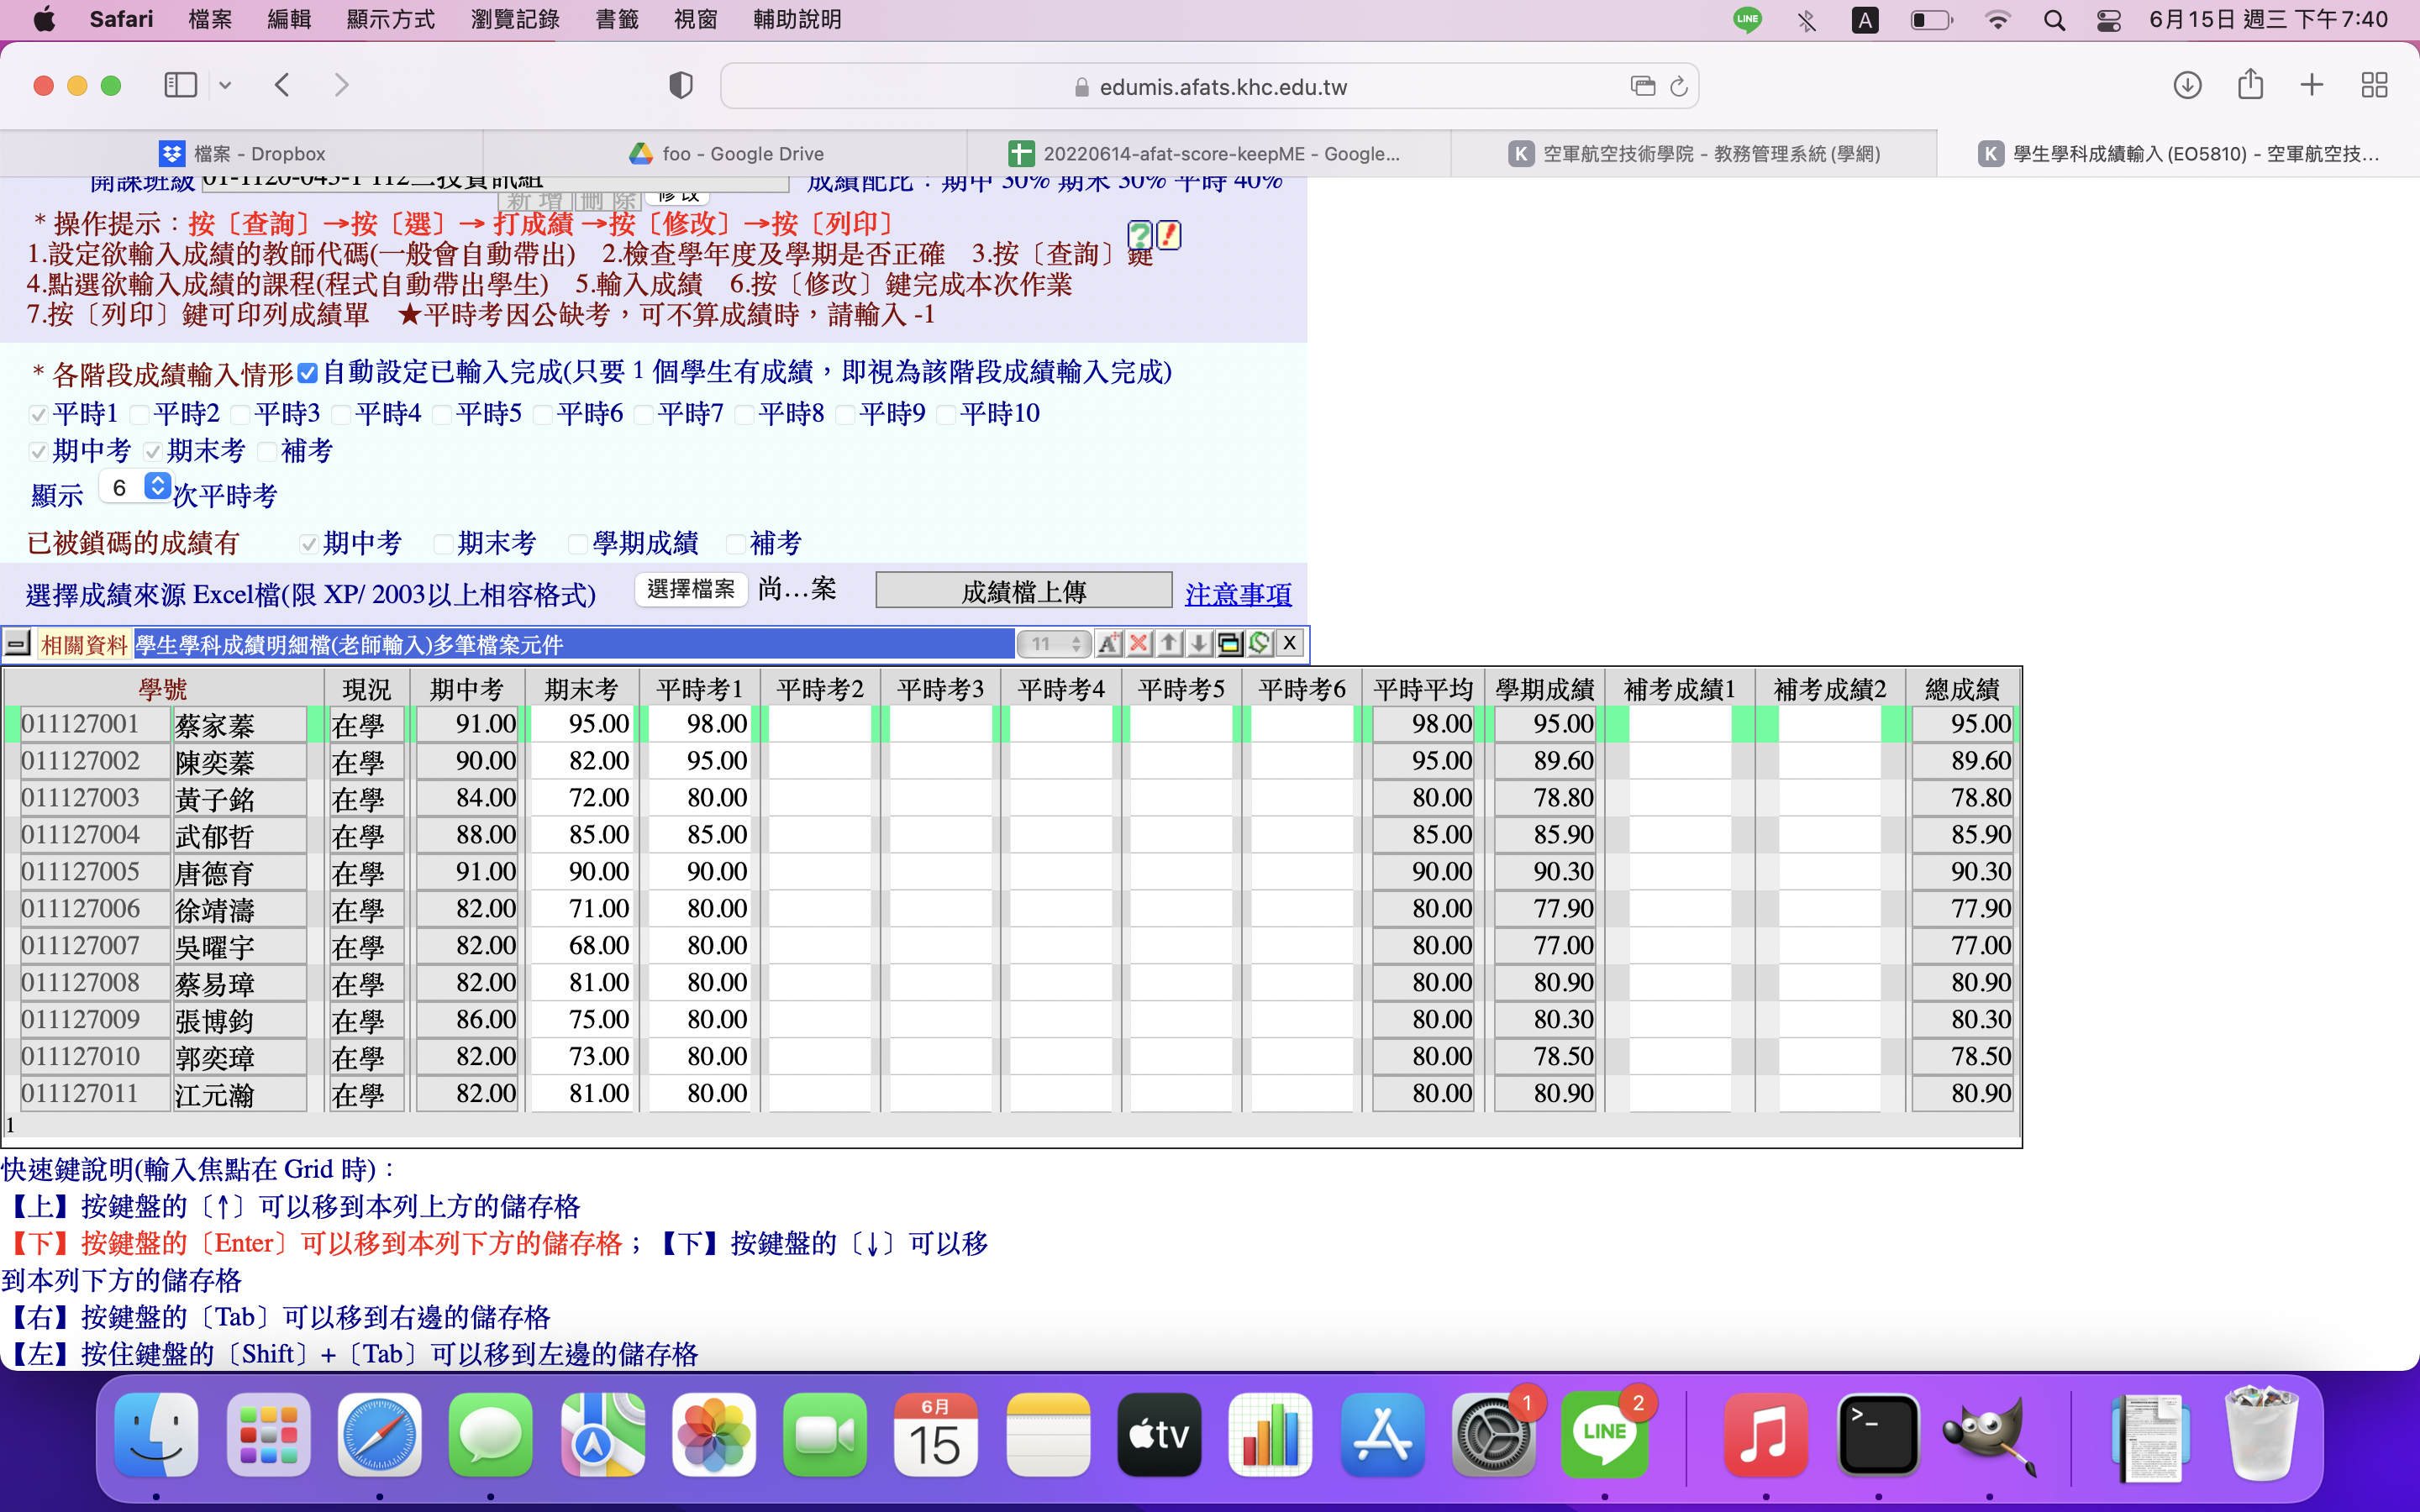 Safari 檔案 編輯 顯示方式 瀏覽記錄 書籤 視窗 輔助說明 LINE A 6月15日 週三 下午7:40
edumis.afats.khc.edu.tw
檔案 - Dropbox foo - Google Drive 20220614-afat-score-keepME - Google... K 空軍航空技術學院 - 教務管理系統 (學網) K 學生學科成績輸入 (EO5810) - 空軍航空技...
開課班級 01-1120-043-1 112二技資訊組 成績配比：期中 30% 期末 30% 平時 40%
新 增 刪 除 修 改
* 操作提示：按〔查詢〕→按〔選〕→ 打成績 →按〔修改〕→按〔列印〕
1.設定欲輸入成績的教師代碼(一般會自動帶出) 2.檢查學年度及學期是否正確 3.按〔查詢〕鍵
4.點選欲輸入成績的課程(程式自動帶出學生) 5.輸入成績 6.按〔修改〕鍵完成本次作業
7.按〔列印〕鍵可印列成績單 ★平時考因公缺考，可不算成績時，請輸入 -1
* 各階段成績輸入情形 自動設定已輸入完成(只要 1 個學生有成績，即視為該階段成績輸入完成)
平時1 平時2 平時3 平時4 平時5 平時6 平時7 平時8 平時9 平時10
期中考 期末考 補考
顯示 6 次平時考
已被鎖碼的成績有 期中考 期末考 學期成績 補考
選擇成績來源 Excel檔(限 XP/ 2003以上相容格式) 選擇檔案 尚...案 成績檔上傳 注意事項
相關資料 學生學科成績明細檔(老師輸入)多筆檔案元件 11 X
學號 現況 期中考 期末考 平時考1 平時考2 平時考3 平時考4 平時考5 平時考6 平時平均 學期成績 補考成績1 補考成績2 總成績
011127001 蔡家蓁 在學 91.00 95.00 98.00 98.00 95.00 95.00
011127002 陳奕蓁 在學 90.00 82.00 95.00 95.00 89.60 89.60
011127003 黃子銘 在學 84.00 72.00 80.00 80.00 78.80 78.80
011127004 武郁哲 在學 88.00 85.00 85.00 85.00 85.90 85.90
011127005 唐德育 在學 91.00 90.00 90.00 90.00 90.30 90.30
011127006 徐靖濤 在學 82.00 71.00 80.00 80.00 77.90 77.90
011127007 吳曜宇 在學 82.00 68.00 80.00 80.00 77.00 77.00
011127008 蔡易璋 在學 82.00 81.00 80.00 80.00 80.90 80.90
011127009 張博鈞 在學 86.00 75.00 80.00 80.00 80.30 80.30
011127010 郭奕璋 在學 82.00 73.00 80.00 80.00 78.50 78.50
011127011 江元瀚 在學 82.00 81.00 80.00 80.00 80.90 80.90
1
快速鍵說明(輸入焦點在 Grid 時)：
【上】按鍵盤的〔↑〕可以移到本列上方的儲存格
【下】按鍵盤的〔Enter〕可以移到本列下方的儲存格；【下】按鍵盤的〔↓〕可以移
到本列下方的儲存格
【右】按鍵盤的〔Tab〕可以移到右邊的儲存格
【左】按住鍵盤的〔Shift〕+〔Tab〕可以移到左邊的儲存格
6月
15
tv
1
LINE
2